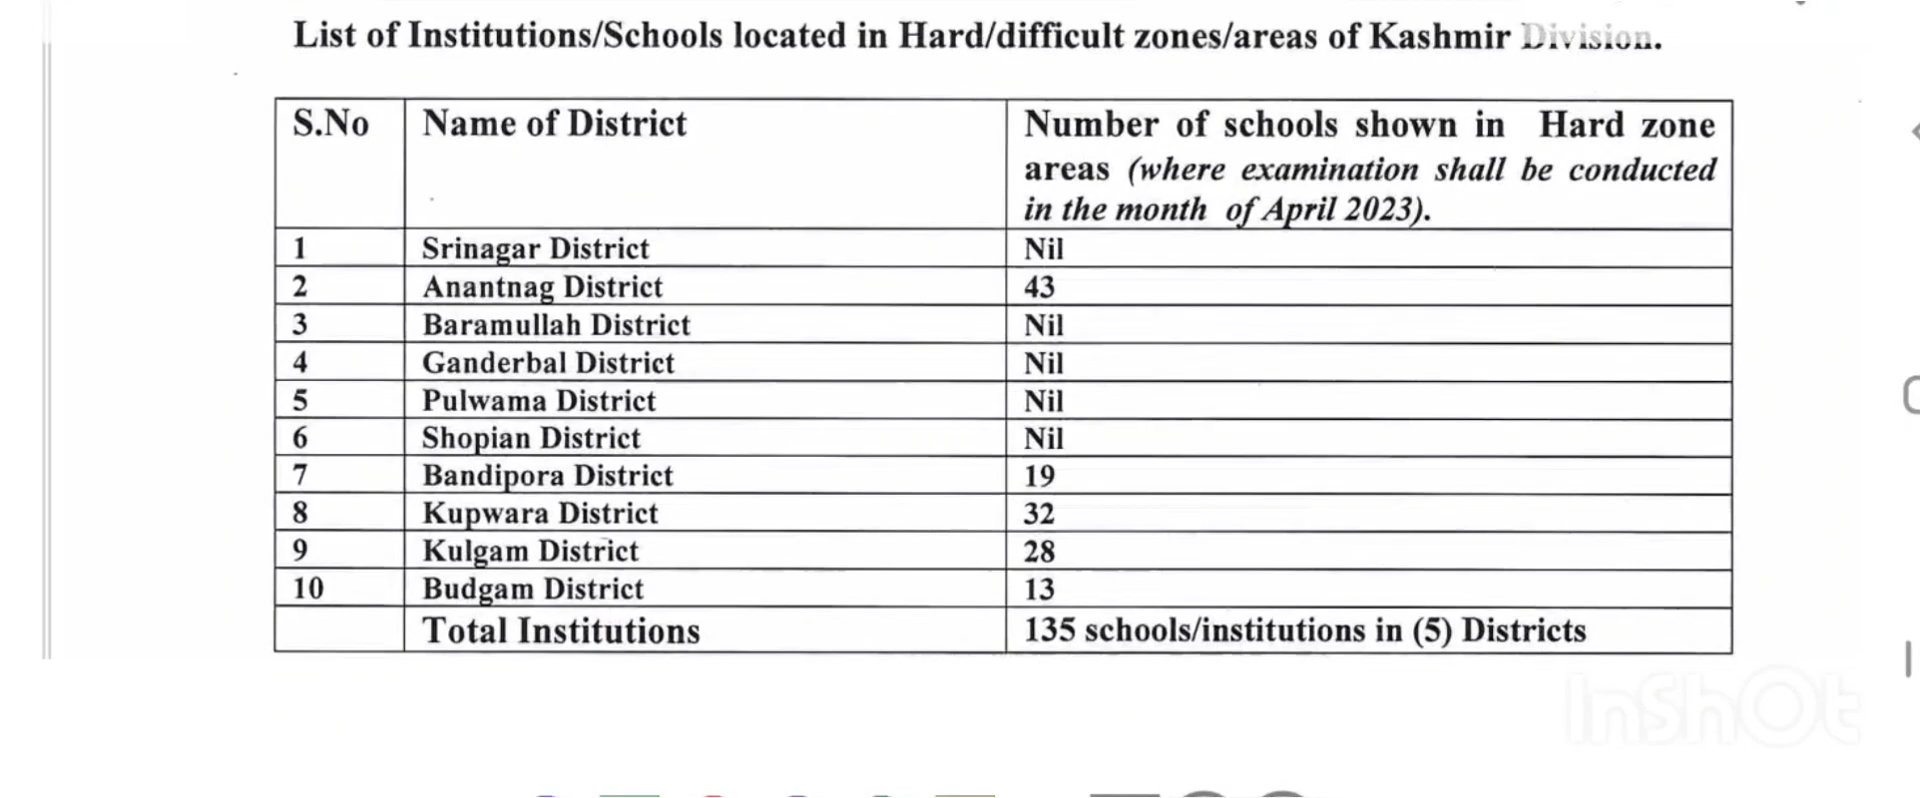 List of Institutions/Schools located in Hard/difficult zones/areas of Kashmir Division.
S.No Name of District Number of schools shown in Hard zone
areas (where examination shall be conducted
in the month of April 2023).
1 Srinagar District Nil
2 Anantnag District 43
3 Baramullah District Nil
4 Ganderbal District Nil
5 Pulwama District Nil
6 Shopian District Nil
7 Bandipora District 19
8 Kupwara District 32
9 Kulgam District 28
10 Budgam District 13
Total Institutions 135 schools/institutions in (5) Districts
InShOt